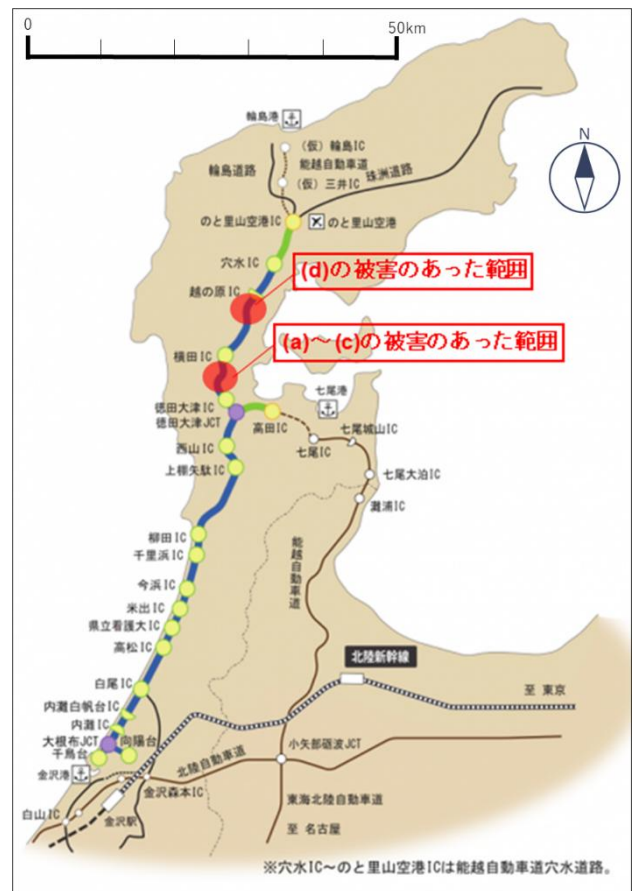 0
50km
N
輪島港
(仮)輪島IC
能越自動車道
輪島道路
(仮)三井IC
珠洲道路
のと里山空港IC
のと里山空港
穴水IC
(d)の被害のあった範囲
越の原IC
(a)～(c)の被害のあった範囲
横田IC
七尾港
徳田大津IC
徳田大津JCT
高田IC
七尾城山IC
七尾IC
西山IC
上棚矢駄IC
七尾大泊IC
灘浦IC
能越自動車道
柳田IC
千里浜IC
今浜IC
米出IC
県立看護大IC
高松IC
北陸新幹線
白尾IC
至 東京
内灘白帆台IC
内灘IC
大根布JCT
向陽台
千鳥台
小矢部砺波JCT
北陸自動車道
金沢港
金沢森本IC
白山IC
金沢駅
東海北陸自動車道
至 名古屋
※穴水IC～のと里山空港ICは能越自動車道穴水道路。